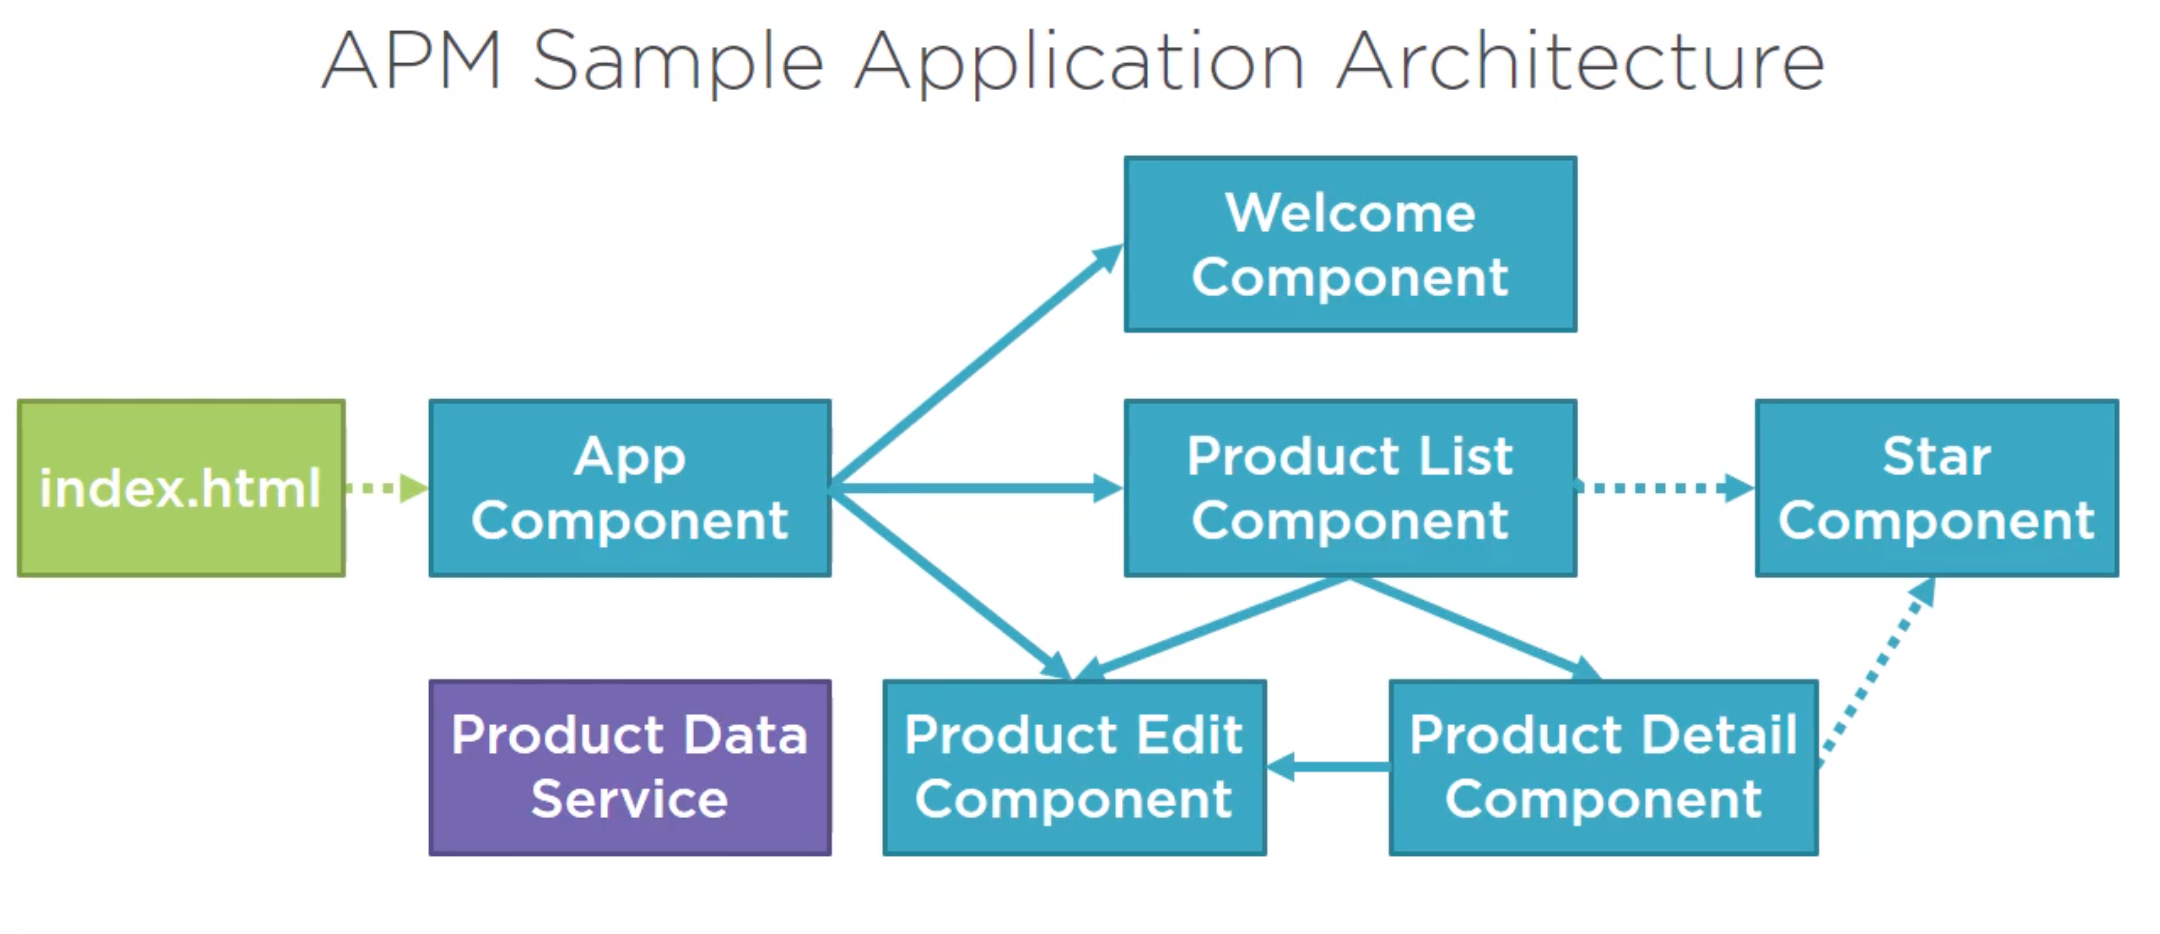 APM Sample Application Architecture
Welcome
Component
index.html
App
Component
Product List
Component
Star
Component
Product Data
Service
Product Edit
Component
Product Detail
Component